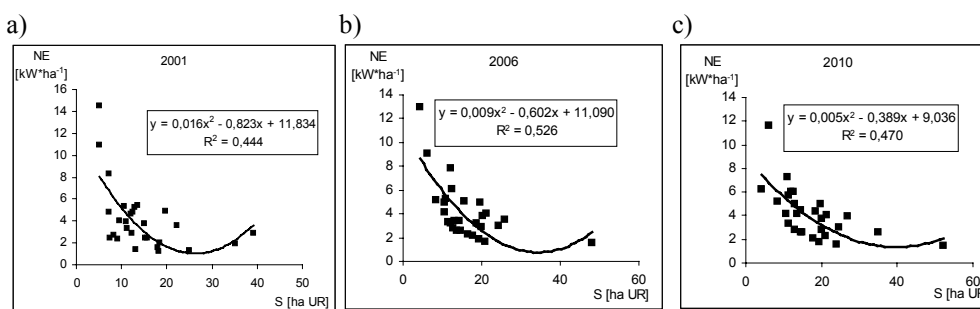 a)
NE
[kW*ha⁻¹]
2001
16
14
12
10
8
6
4
2
0
y = 0,016x² - 0,823x + 11,834
R² = 0,444
0 10 20 30 40 50
S [ha UR]
b)
NE
[kW*ha⁻¹]
2006
14
12
10
8
6
4
2
0
y = 0,009x² - 0,602x + 11,090
R² = 0,526
0 20 40 60
S [ha UR]
c)
NE
[kW*ha⁻¹]
2010
14
12
10
8
6
4
2
0
y = 0,005x² - 0,389x + 9,036
R² = 0,470
0 20 40 60
S [ha UR]